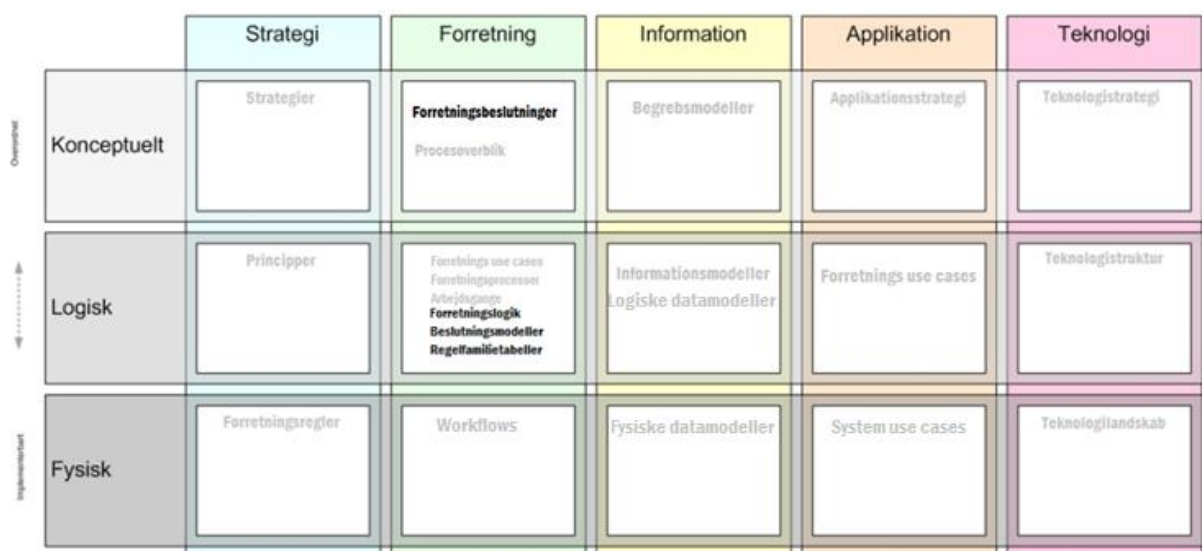 Strategi
Forretning
Information
Applikation
Teknologi
Overordnet
Konceptuelt
Strategier
Forretningsbeslutninger
Procesoverblik
Begrebsmodeller
Applikationsstrategi
Teknologistrategi
Logisk
Principper
Forretnings use cases
Forretningsprocesser
Arbejdsgange
Forretningslogik
Beslutningsmodeller
Regelfamilietabeller
Informationsmodeller
Logiske datamodeller
Forretnings use cases
Teknologistruktur
Implementerbart
Fysisk
Forretningsregler
Workflows
Fysiske datamodeller
System use cases
Teknologilandskab